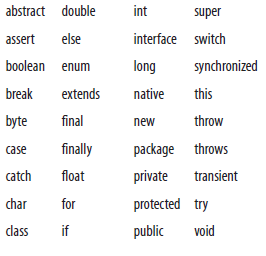 abstract double int super
assert else interface switch
boolean enum long synchronized
break extends native this
byte final new throw
case finally package throws
catch float private transient
char for protected try
class if public void